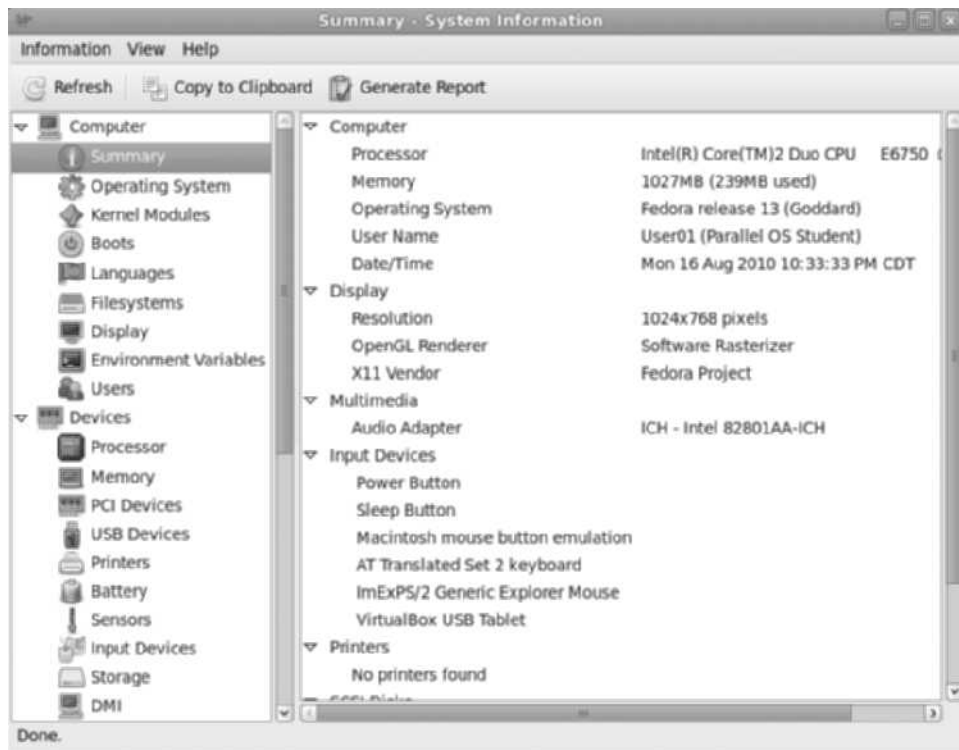 Summary - System Information
Information View Help
Refresh Copy to Clipboard Generate Report
Computer
Summary
Operating System
Kernel Modules
Boots
Languages
Filesystems
Display
Environment Variables
Users
Devices
Processor
Memory
PCI Devices
USB Devices
Printers
Battery
Sensors
Input Devices
Storage
DMI
Computer
Processor Intel(R) Core(TM)2 Duo CPU E6750
Memory 1027MB (239MB used)
Operating System Fedora release 13 (Goddard)
User Name User01 (Parallel OS Student)
Date/Time Mon 16 Aug 2010 10:33:33 PM CDT
Display
Resolution 1024x768 pixels
OpenGL Renderer Software Rasterizer
X11 Vendor Fedora Project
Multimedia
Audio Adapter ICH - Intel 82801AA-ICH
Input Devices
Power Button
Sleep Button
Macintosh mouse button emulation
AT Translated Set 2 keyboard
ImExPS/2 Generic Explorer Mouse
VirtualBox USB Tablet
Printers
No printers found
Done.